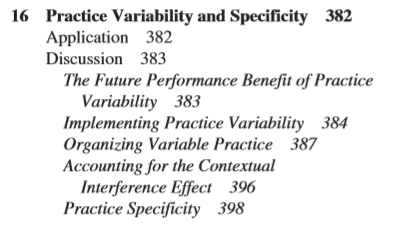 16 Practice Variability and Specificity 382
Application 382
Discussion 383
The Future Performance Benefit of Practice
Variability 383
Implementing Practice Variability 384
Organizing Variable Practice 387
Accounting for the Contextual
Interference Effect 396
Practice Specificity 398